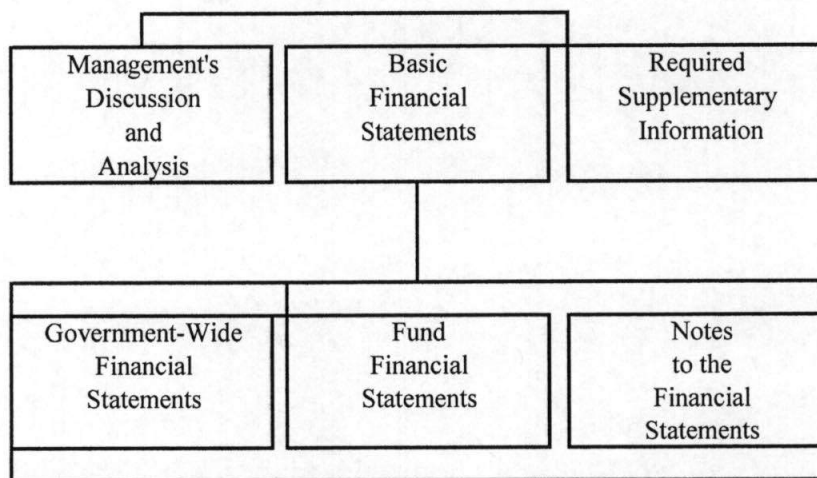 Management's
Discussion
and
Analysis
Basic
Financial
Statements
Required
Supplementary
Information
Government-Wide
Financial
Statements
Fund
Financial
Statements
Notes
to the
Financial
Statements